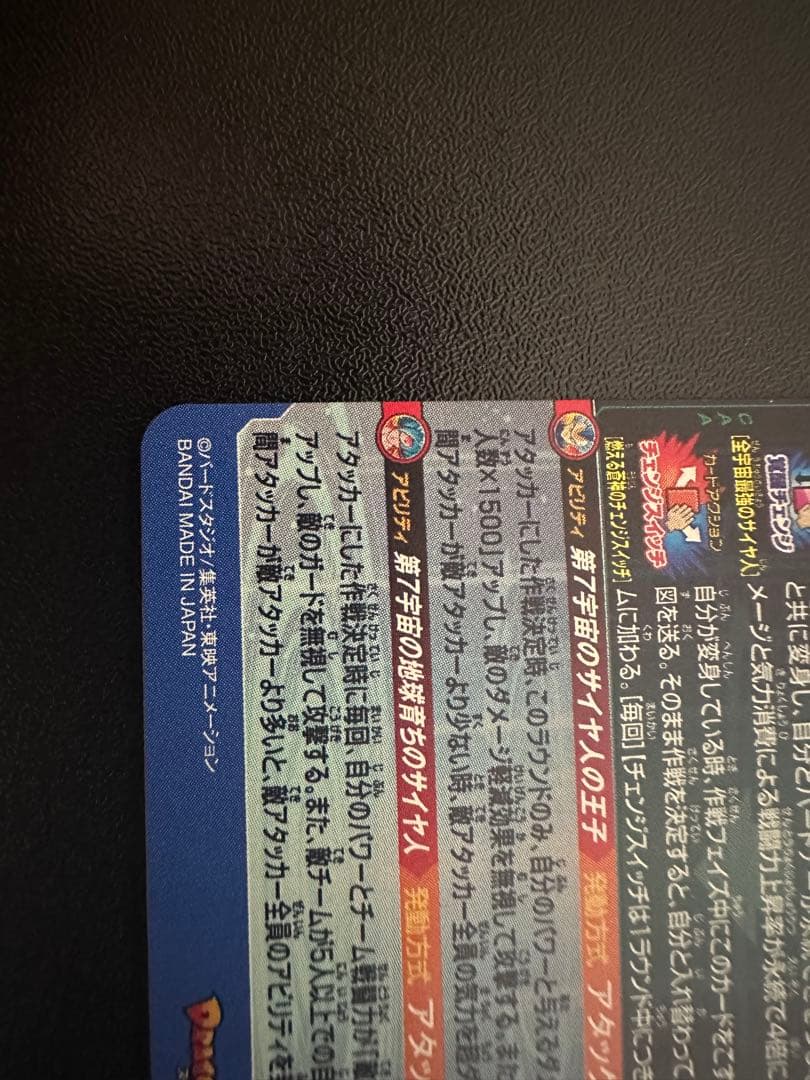 CAA
覚醒チェンジ
[全宇宙最強のサイヤ人]
と共に変身し、自分と
メージと気力消費による戦闘力上昇率が永続で4倍に
チェンジスイッチ
カードアクション
[燃える闘神のチェンジスイッチ]
自分が変身している時、作戦フェイズ中にこのカードをこす
図を送る。そのまま作戦を決定すると、自分と入れ替わって
ムに加わる。[毎回][チェンジスイッチは1ラウンド中につき
アビリティ 第7宇宙のサイヤ人の王子 発動方式 アタッ
アタッカーにした作戦決定時、このラウンドのみ、自分のパワーと与えるダ
人数×1500」アップし、敵のダメージ軽減効果を無視して攻撃する。また
間アタッカーが敵アタッカーより少ない時、敵アタッカー全員の気力を
アビリティ 第7宇宙の地球育ちのサイヤ人 発動方式 アタッ
アタッカーにした作戦決定時に毎回、自分のパワーとチーム戦闘力が「敵
アップし、敵のガードを無視して攻撃する。また、敵チームが5人以上での自
間アタッカーが敵アタッカーより多いと、敵アタッカー全員のアビリティを
©バードスタジオ/集英社・東映アニメーション
BANDAI MADE IN JAPAN